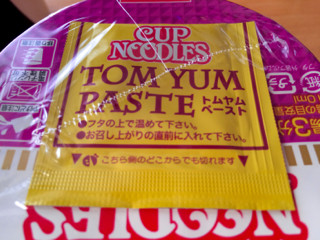 CUP
NOODLES
TOM YUM
PASTE トムヤム
ペースト
●フタの上で温めて下さい。
●お召し上がりの直前に入れて下さい。
▼こちら側のどこからでも切れます▼
NOODLES